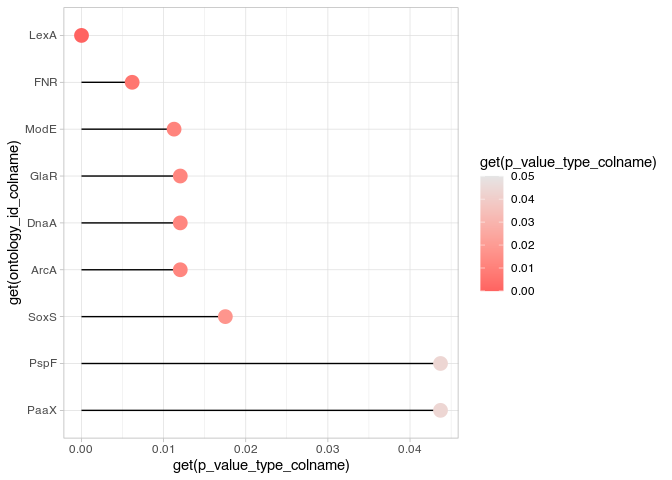 LexA
FNR
ModE
GlaR
DnaA
ArcA
SoxS
PspF
PaaX
get(ontology_id_colname)
0.00 0.01 0.02 0.03 0.04
get(p_value_type_colname)
get(p_value_type_colname)
0.05
0.04
0.03
0.02
0.01
0.00